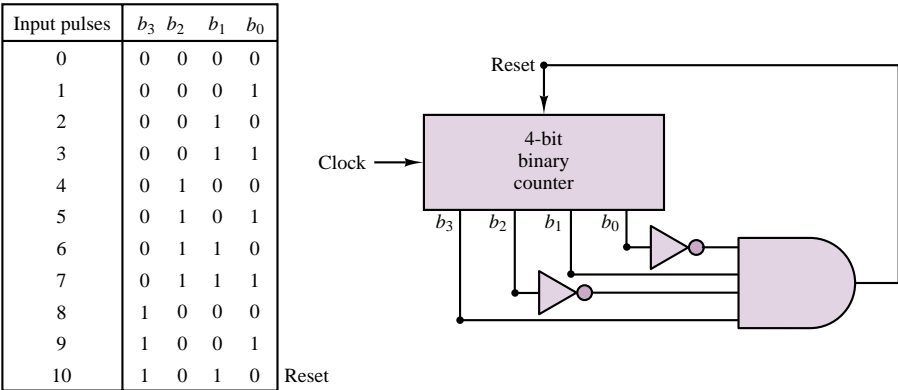 Input pulses b3 b2 b1 b0
0 0 0 0 0
1 0 0 0 1
2 0 0 1 0
3 0 0 1 1
4 0 1 0 0
5 0 1 0 1
6 0 1 1 0
7 0 1 1 1
8 1 0 0 0
9 1 0 0 1
10 1 0 1 0 Reset
Reset
4-bit
binary
counter
Clock
b3 b2 b1 b0